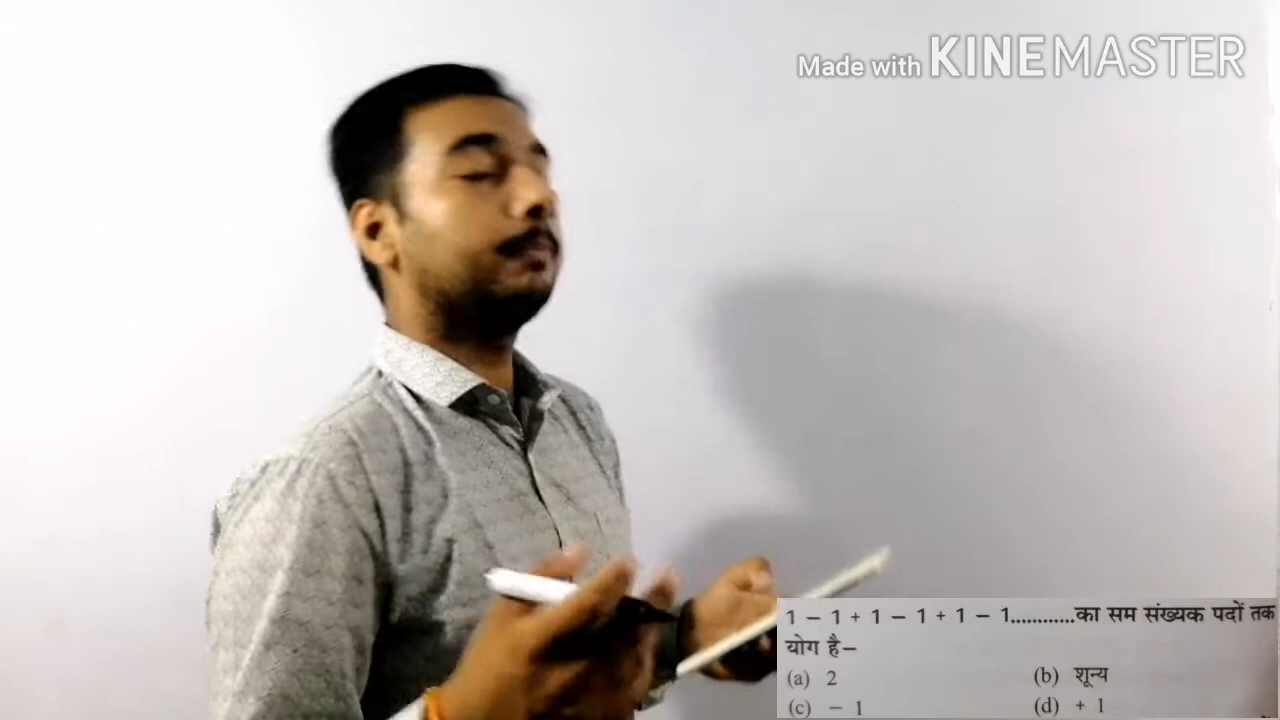 Made with KINEMASTER
1 - 1 + 1 - 1 + 1 - 1............का सम संख्यक पदों तक
योग है–
(a) 2 (b) शून्य
(c) - 1 (d) + 1